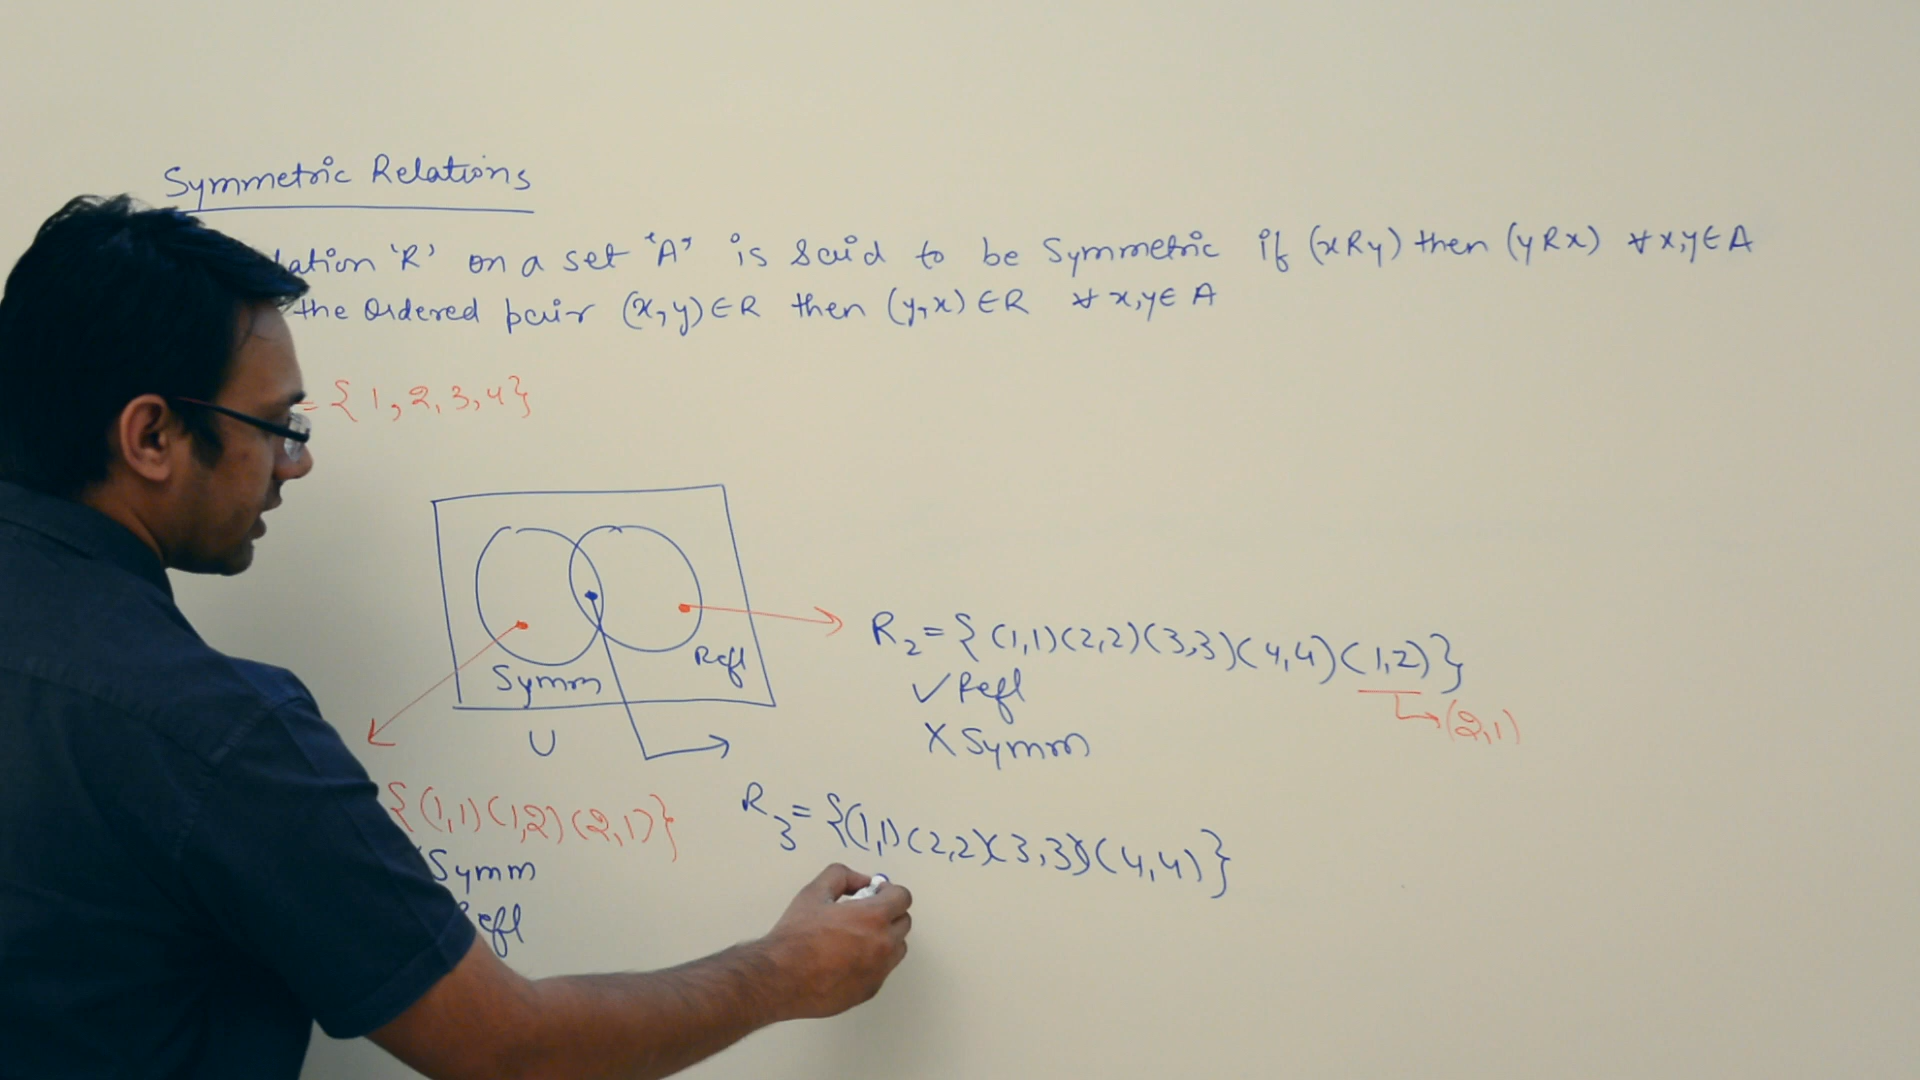 Symmetric Relations
lation 'R' on a set 'A' is said to be Symmetric if (xRy) then (yRx) ∀ x,y∈A
the ordered pair (x,y)∈R then (y,x)∈R ∀ x,y∈A
= {1,2,3,4}
Symm
Refl
U
R2 = {(1,1)(2,2)(3,3)(4,4)(1,2)}
✓ Refl
(2,1)
X Symm
{(1,1)(1,2)(2,1)}
Symm
efl
R3 = {(1,1)(2,2)(3,3)(4,4)}